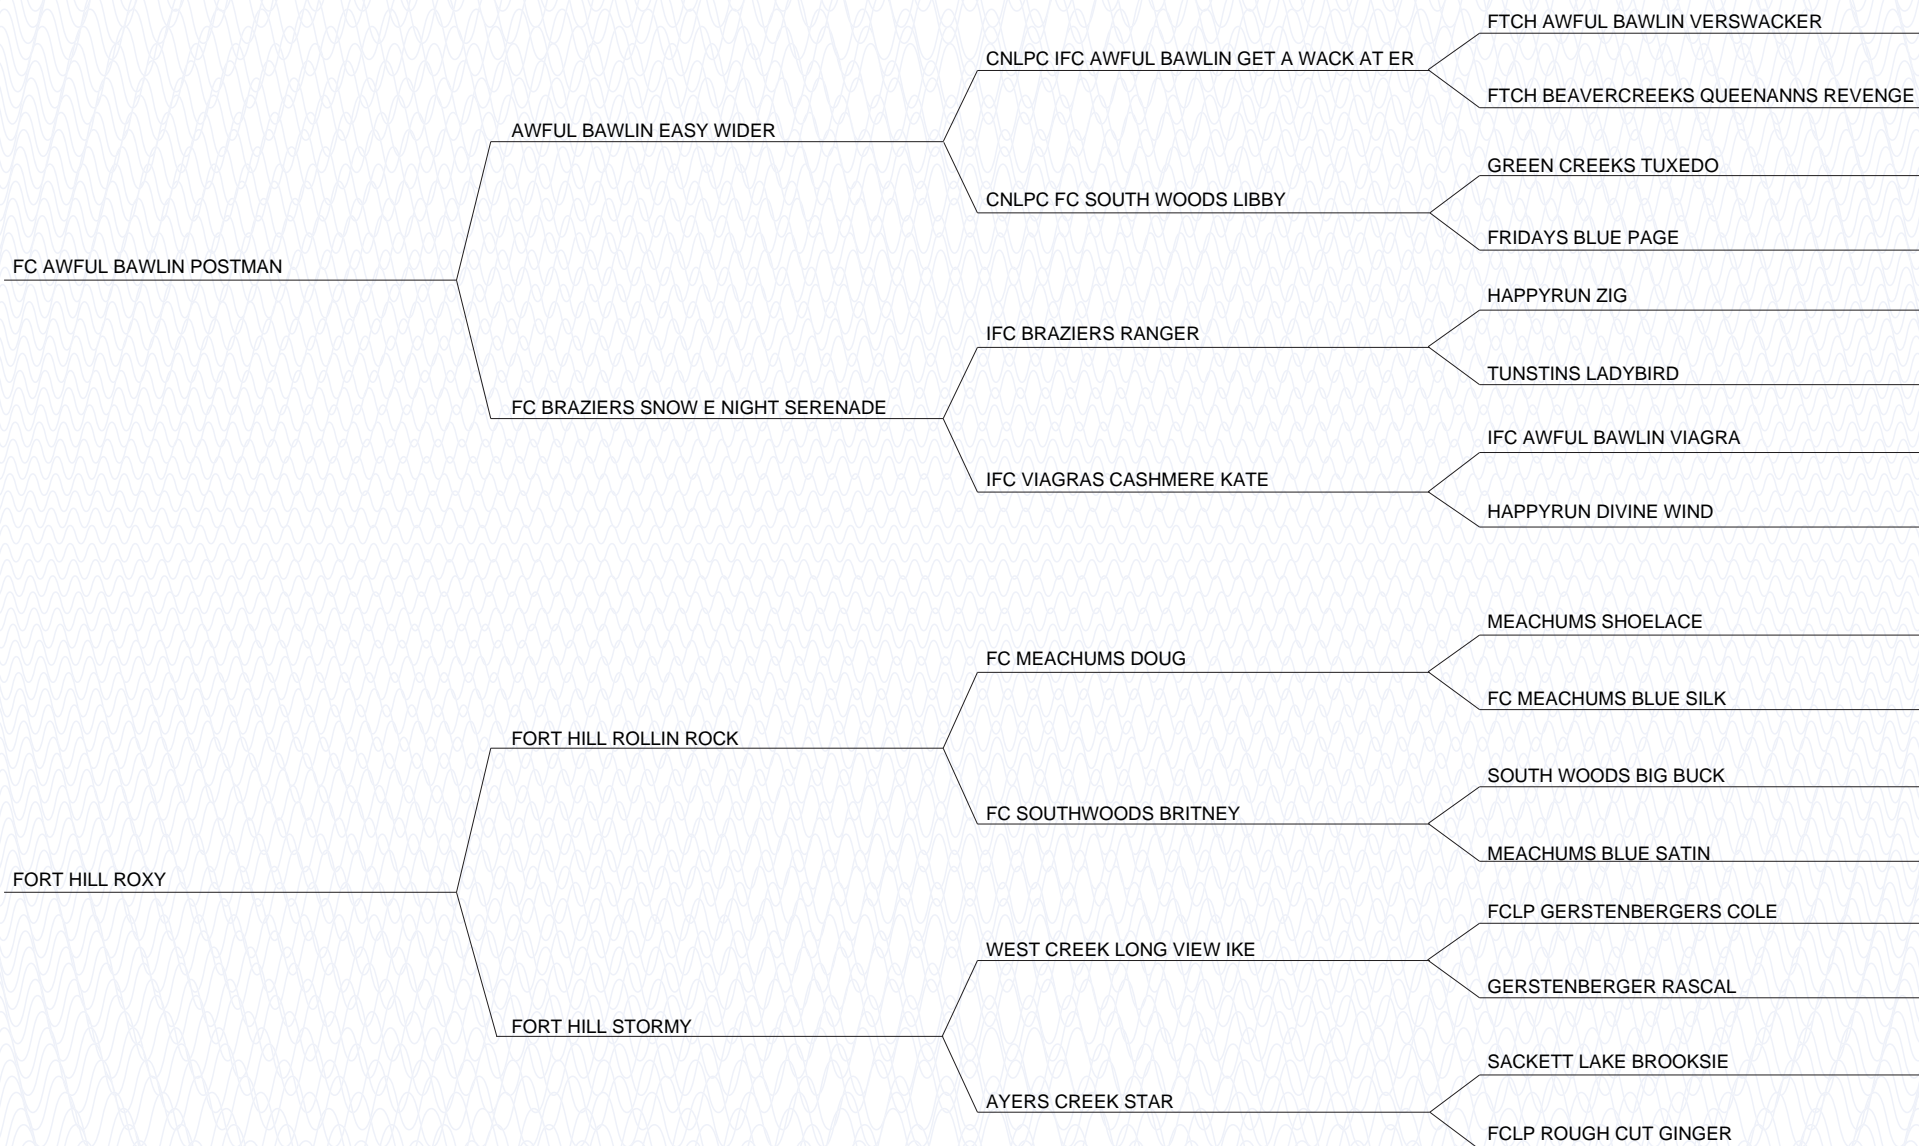 FTCH AWFUL BAWLIN VERSWACKER
CNLPC IFC AWFUL BAWLIN GET A WACK AT ER
FTCH BEAVERCREEKS QUEENANNS REVENGE
AWFUL BAWLIN EASY WIDER
GREEN CREEKS TUXEDO
CNLPC FC SOUTH WOODS LIBBY
FRIDAYS BLUE PAGE
FC AWFUL BAWLIN POSTMAN
HAPPYRUN ZIG
IFC BRAZIERS RANGER
TUNSTINS LADYBIRD
FC BRAZIERS SNOW E NIGHT SERENADE
IFC AWFUL BAWLIN VIAGRA
IFC VIAGRAS CASHMERE KATE
HAPPYRUN DIVINE WIND
MEACHUMS SHOELACE
FC MEACHUMS DOUG
FC MEACHUMS BLUE SILK
FORT HILL ROLLIN ROCK
SOUTH WOODS BIG BUCK
FC SOUTHWOODS BRITNEY
MEACHUMS BLUE SATIN
FORT HILL ROXY
FCLP GERSTENBERGERS COLE
WEST CREEK LONG VIEW IKE
GERSTENBERGER RASCAL
FORT HILL STORMY
SACKETT LAKE BROOKSIE
AYERS CREEK STAR
FCLP ROUGH CUT GINGER